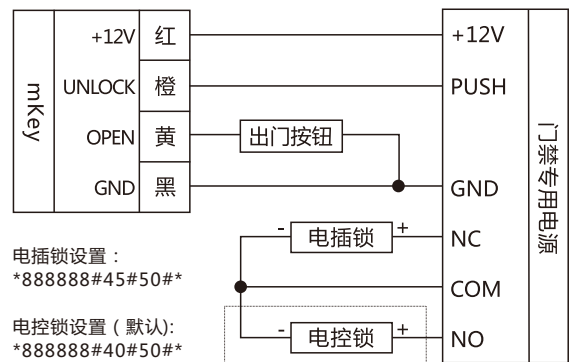 mKey
+12V 红
UNLOCK 橙
OPEN 黄
GND 黑
出门按钮
+12V
PUSH
GND
NC
COM
NO
门禁专用电源
- 电插锁 +
- 电控锁 +
电插锁设置：
*888888#45#50#*
电控锁设置（默认):
*888888#40#50#*